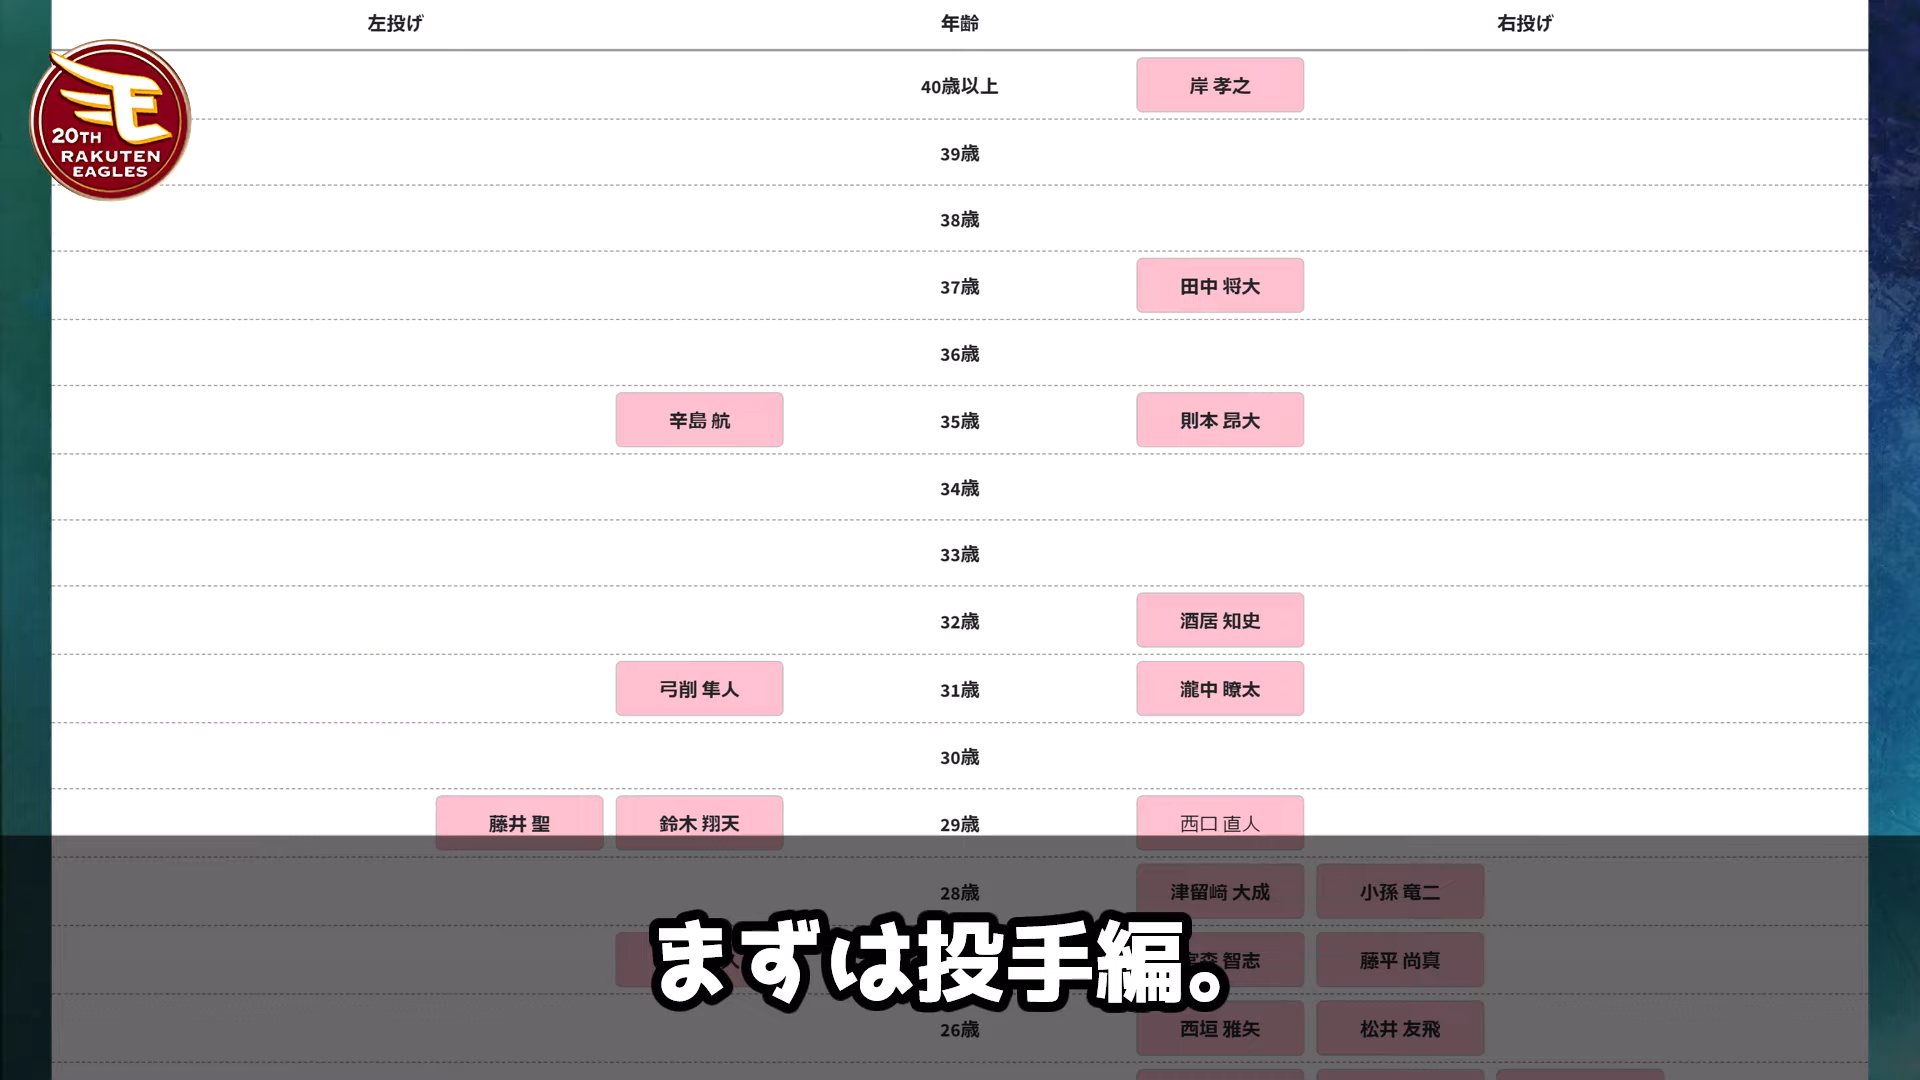 左投げ 年齢 右投げ
40歳以上 岸 孝之
20TH
RAKUTEN
EAGLES
39歳
38歳
37歳 田中 将大
36歳
辛島 航 35歳 則本 昂大
34歳
33歳
32歳 酒居 知史
弓削 隼人 31歳 瀧中 瞭太
30歳
藤井 聖 鈴木 翔天 29歳 西口 直人
28歳 津留﨑 大成 小孫 竜二
智志 藤平 尚真
まずは投手編。
26歳 西垣 雅矢 松井 友飛